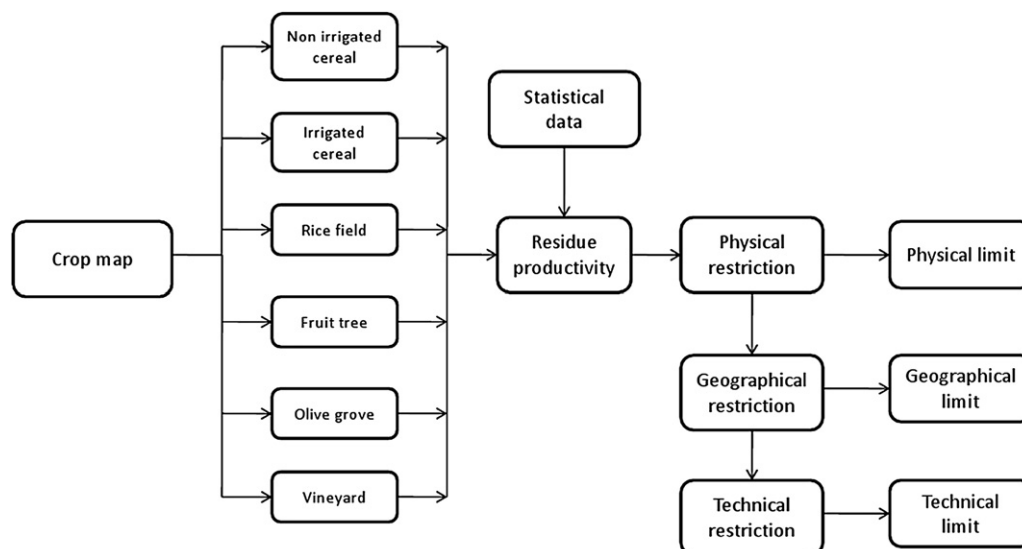 Non irrigated
cereal
Statistical
data
Irrigated
cereal
Crop map
Rice field
Residue
productivity
Physical
restriction
Physical limit
Fruit tree
Geographical
restriction
Geographical
limit
Olive grove
Vineyard
Technical
restriction
Technical
limit